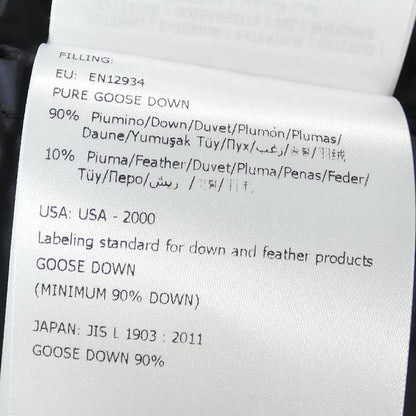 FILLING:
EU: EN12934
PURE GOOSE DOWN
90% Piumino/Down/Duvet/Plumón/Plumas/
Daune/Yumuşak Tüy/Пух/زغب/
10% Piuma/Feather/Duvet/Pluma/Penas/Feder/
Tüy/Перо/ريش/
USA: USA - 2000
Labeling standard for down and feather products
GOOSE DOWN
(MINIMUM 90% DOWN)
JAPAN: JIS L 1903 : 2011
GOOSE DOWN 90%